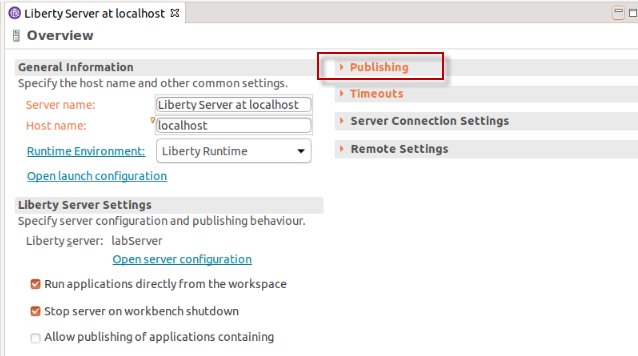 Liberty Server at localhost
Overview
General Information
Specify the host name and other common settings.
Server name: Liberty Server at localhost
Host name: localhost
Runtime Environment: Liberty Runtime
Open launch configuration
Liberty Server Settings
Specify server configuration and publishing behaviour.
Liberty server: labServer
Open server configuration
Run applications directly from the workspace
Stop server on workbench shutdown
Allow publishing of applications containing
Publishing
Timeouts
Server Connection Settings
Remote Settings